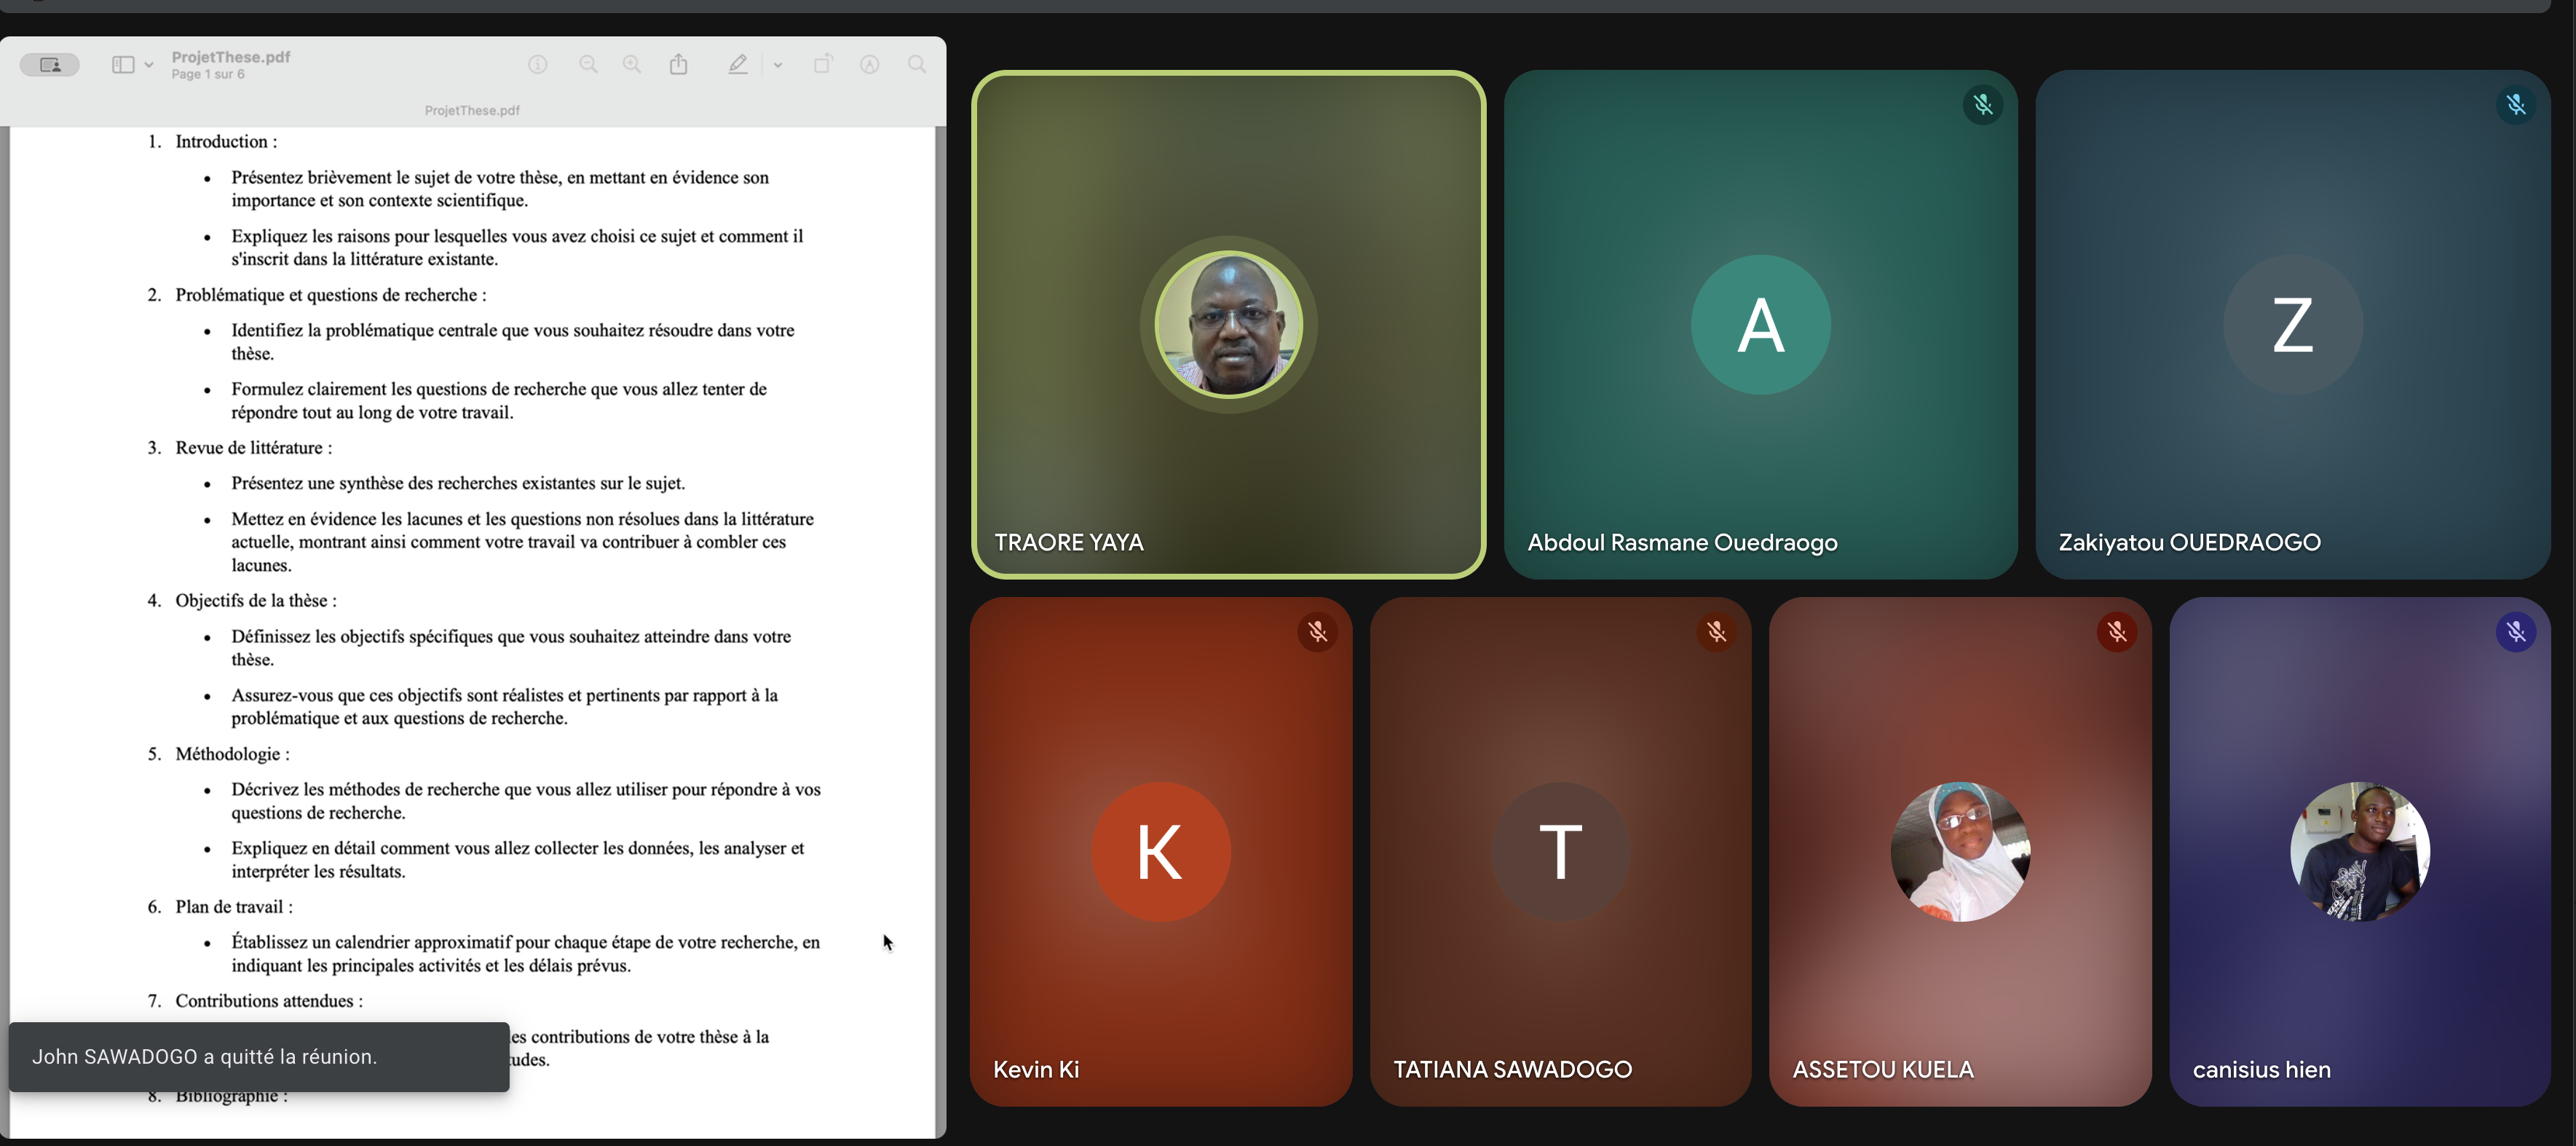 ProjetThese.pdf
Page 1 sur 6
ProjetThese.pdf
1. Introduction :
• Présentez brièvement le sujet de votre thèse, en mettant en évidence son
importance et son contexte scientifique.
• Expliquez les raisons pour lesquelles vous avez choisi ce sujet et comment il
s'inscrit dans la littérature existante.
2. Problématique et questions de recherche :
• Identifiez la problématique centrale que vous souhaitez résoudre dans votre
thèse.
• Formulez clairement les questions de recherche que vous allez tenter de
répondre tout au long de votre travail.
3. Revue de littérature :
• Présentez une synthèse des recherches existantes sur le sujet.
• Mettez en évidence les lacunes et les questions non résolues dans la littérature
actuelle, montrant ainsi comment votre travail va contribuer à combler ces
lacunes.
4. Objectifs de la thèse :
• Définissez les objectifs spécifiques que vous souhaitez atteindre dans votre
thèse.
• Assurez-vous que ces objectifs sont réalistes et pertinents par rapport à la
problématique et aux questions de recherche.
5. Méthodologie :
• Décrivez les méthodes de recherche que vous allez utiliser pour répondre à vos
questions de recherche.
• Expliquez en détail comment vous allez collecter les données, les analyser et
interpréter les résultats.
6. Plan de travail :
• Établissez un calendrier approximatif pour chaque étape de votre recherche, en
indiquant les principales activités et les délais prévus.
7. Contributions attendues :
contributions de votre thèse à la
8. Bibliographie :
John SAWADOGO a quitté la réunion.
TRAORE YAYA
A
Abdoul Rasmane Ouedraogo
Z
Zakiyatou OUEDRAOGO
K
Kevin Ki
T
TATIANA SAWADOGO
ASSETOU KUELA
canisius hien